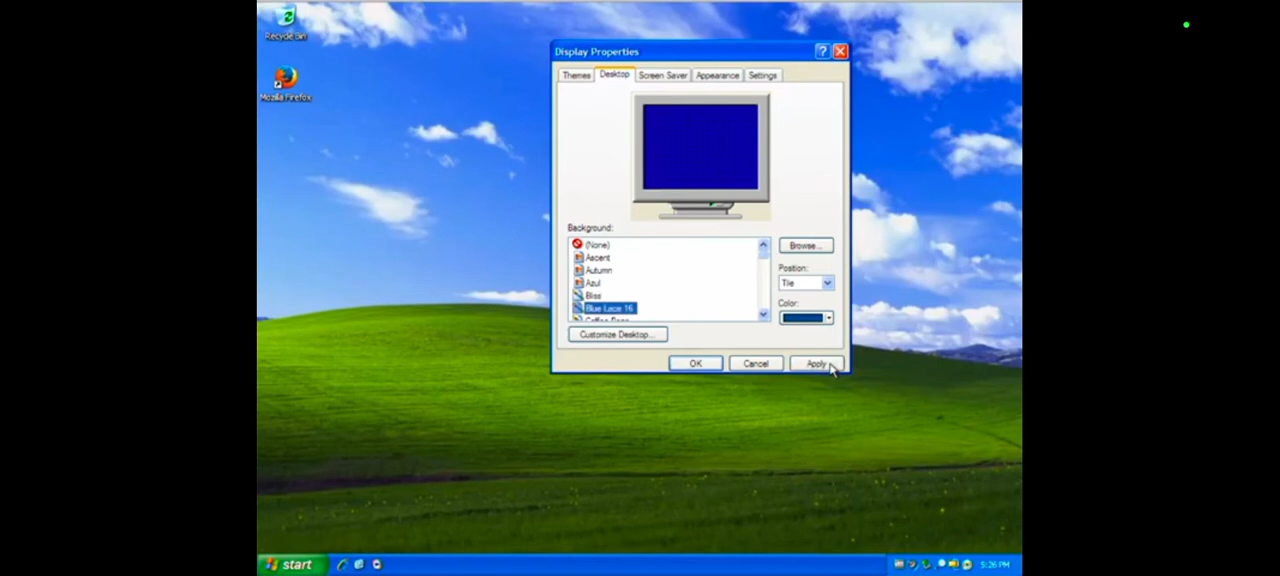 Recycle Bin
Mozilla Firefox
Display Properties
Themes
Desktop
Screen Saver
Appearance
Settings
Background:
(None)
Ascent
Autumn
Azul
Bliss
Blue Lace 16
Browse...
Position:
Tile
Color:
Customize Desktop...
OK
Cancel
Apply
start
5:26 PM